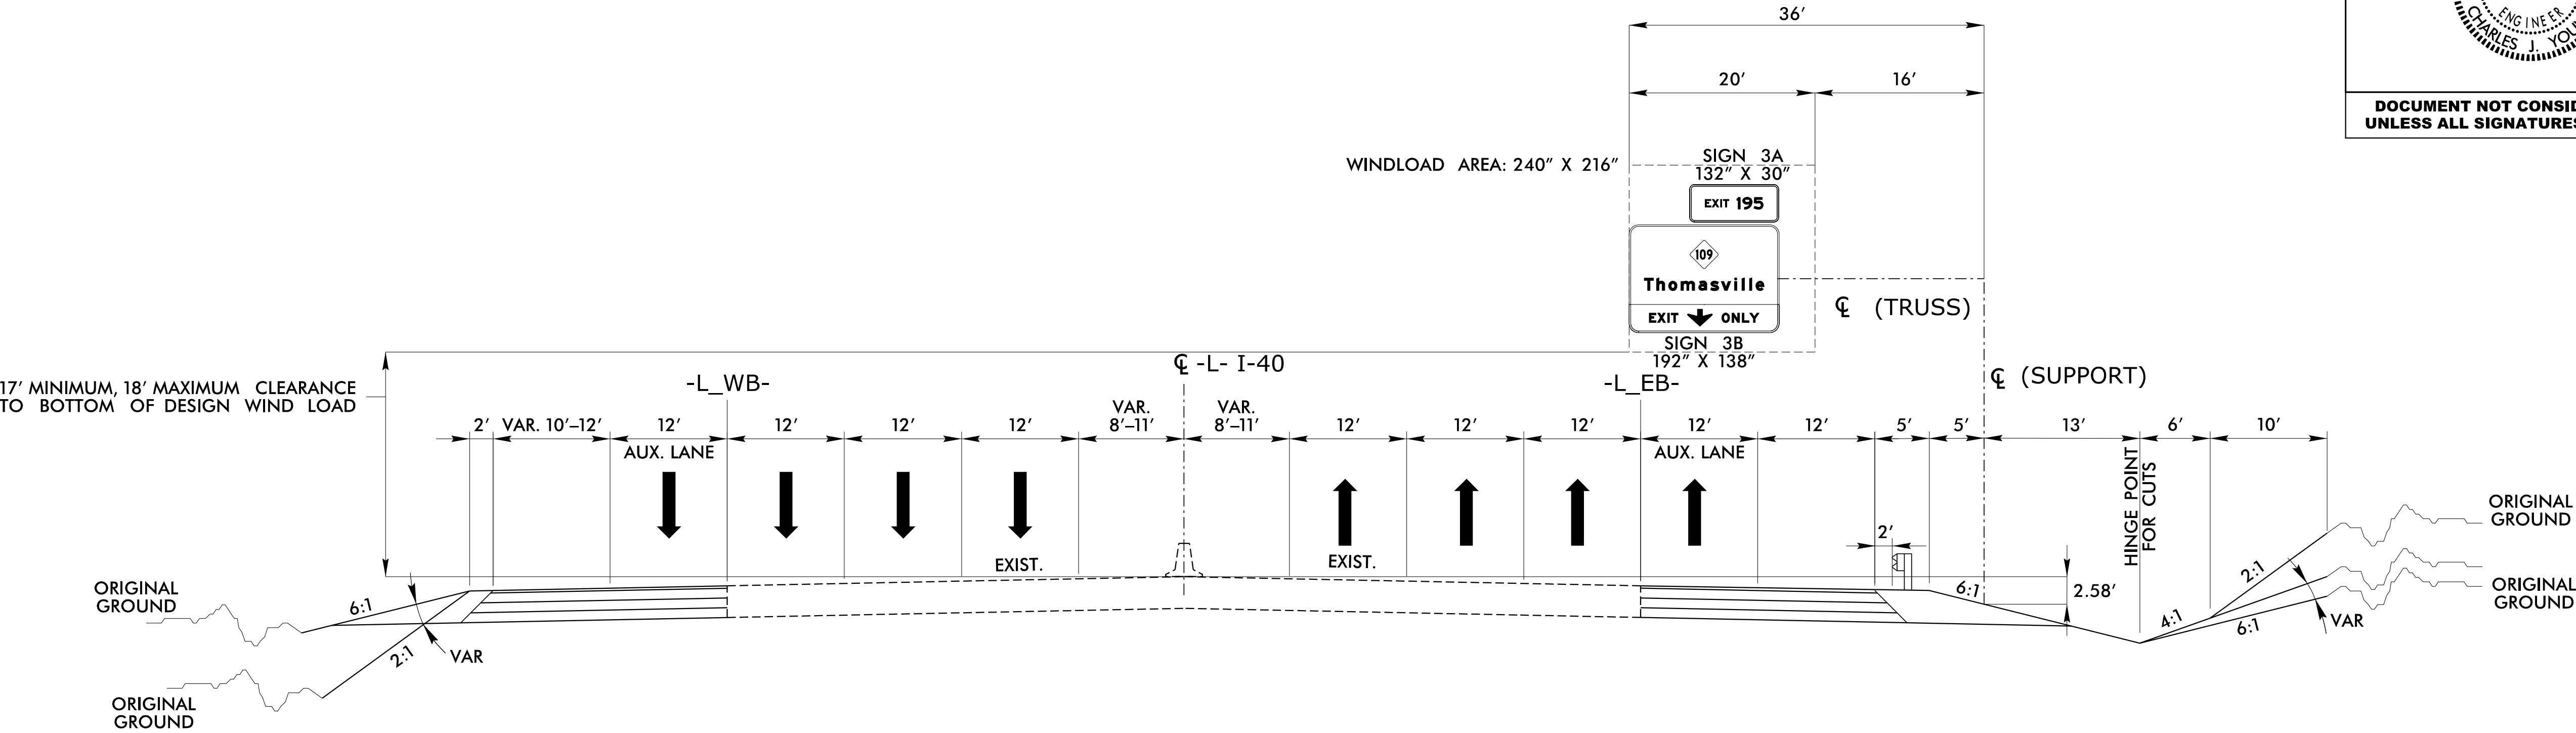 36'
ENGINEER
CHARLES J.
20'
16'
DOCUMENT NOT
UNLESS ALL SIGNATURES
WINDLOAD AREA: 240" X 216"
SIGN 3A
132" X 30"
EXIT 195
109
Thomasville
EXIT ONLY
SIGN 3B
192" X 138"
℄ (TRUSS)
℄ -L- I-40
-L_WB-
-L_EB-
℄ (SUPPORT)
17' MINIMUM, 18' MAXIMUM CLEARANCE
TO BOTTOM OF DESIGN WIND LOAD
2'
VAR. 10'–12'
12'
AUX. LANE
12'
12'
12'
VAR.
8'–11'
VAR.
8'–11'
12'
12'
12'
12'
AUX. LANE
12'
5'
5'
13'
6'
10'
HINGE POINT
FOR CUTS
EXIST.
EXIST.
2'
2.58'
6:1
ORIGINAL
GROUND
6:1
2:1
VAR
ORIGINAL
GROUND
2:1
4:1
6:1
VAR
ORIGINAL
GROUND
ORIGINAL
GROUND